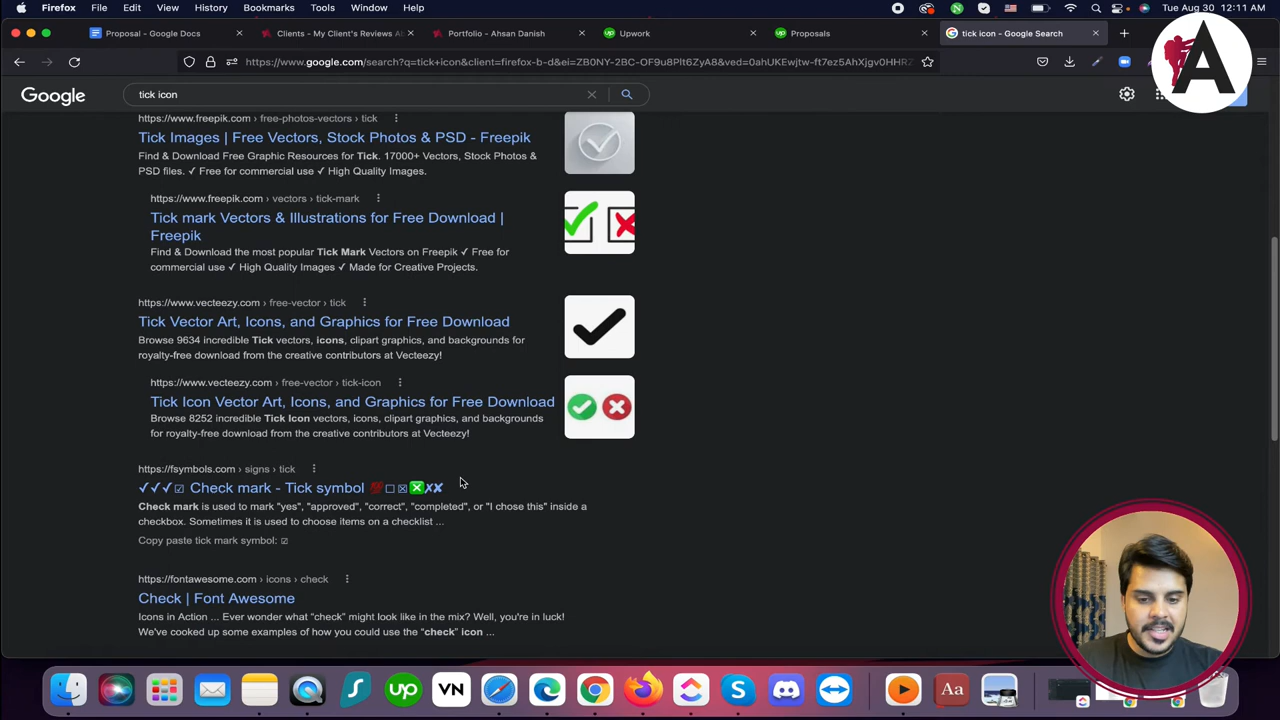 Firefox File Edit View History Bookmarks Tools Window Help Tue Aug 30 12:11 AM
Proposal - Google Docs Clients - My Client's Reviews Portfolio - Ahsan Danish Upwork Proposals tick icon - Google Search
https://www.google.com/search?q=tick+icon&client=firefox-b-d&ei=
Google tick icon
https://www.freepik.com › free-photos-vectors › tick
Tick Images | Free Vectors, Stock Photos & PSD - Freepik
Find & Download Free Graphic Resources for Tick. 17000+ Vectors, Stock Photos &
PSD files. ✓ Free for commercial use ✓ High Quality Images.
https://www.freepik.com › vectors › tick-mark
Tick mark Vectors & Illustrations for Free Download |
Freepik
Find & Download the most popular Tick Mark Vectors on Freepik ✓ Free for
commercial use ✓ High Quality Images ✓ Made for Creative Projects.
https://www.vecteezy.com › free-vector › tick
Tick Vector Art, Icons, and Graphics for Free Download
Browse 9634 incredible Tick vectors, icons, clipart graphics, and backgrounds for
royalty-free download from the creative contributors at Vecteezy!
https://www.vecteezy.com › free-vector › tick-icon
Tick Icon Vector Art, Icons, and Graphics for Free Download
Browse 8252 incredible Tick Icon vectors, icons, clipart graphics, and backgrounds
for royalty-free download from the creative contributors at Vecteezy!
https://fsymbols.com › signs › tick
✓✓✓☑ Check mark - Tick symbol 💯☐☒❎✗✘
Check mark is used to mark "yes", "approved", "correct", "completed", or "I chose this" inside a
checkbox. Sometimes it is used to choose items on a checklist ...
Copy paste tick mark symbol: ☑
https://fontawesome.com › icons › check
Check | Font Awesome
Icons in Action ... Ever wonder what “check” might look like in the mix? Well, you're in luck!
We've cooked up some examples of how you could use the “check” icon ...
up VN Aa